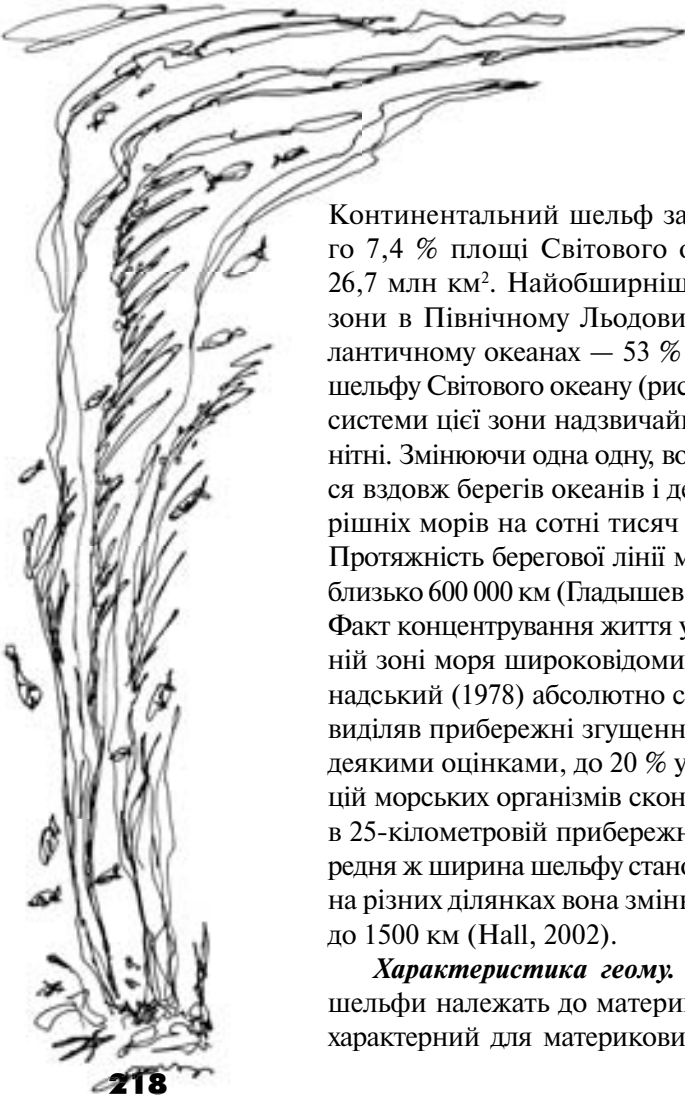 Континентальний шельф за
го 7,4 % площі Світового о
26,7 млн км². Найобширніш
зони в Північному Льодови
лантичному океанах — 53 %
шельфу Світового океану (рис
системи цієї зони надзвичай
нітні. Змінюючи одна одну, во
ся вздовж берегів океанів і де
рішніх морів на сотні тисяч
Протяжність берегової лінії м
близько 600 000 км (Гладышев
Факт концентрування життя у
ній зоні моря широковідоми
надський (1978) абсолютно с
виділяв прибережні згущенн
деякими оцінками, до 20 % у
цій морських організмів скон
в 25-кілометровій прибережн
редня ж ширина шельфу стано
на різних ділянках вона змін
до 1500 км (Hall, 2002).
Характеристика геому.
шельфи належать до матери
характерний для материкови
218